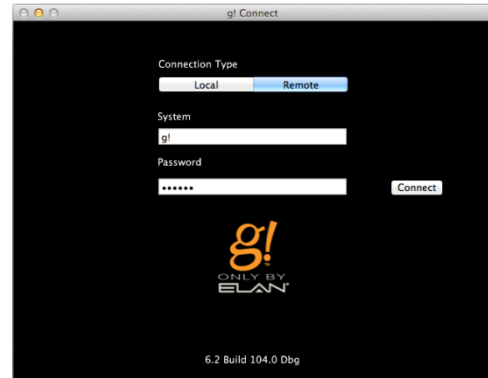 g! Connect
Connection Type
Local Remote
System
g!
Password
••••••
Connect
g!
ONLY BY
ELAN®
6.2 Build 104.0 Dbg